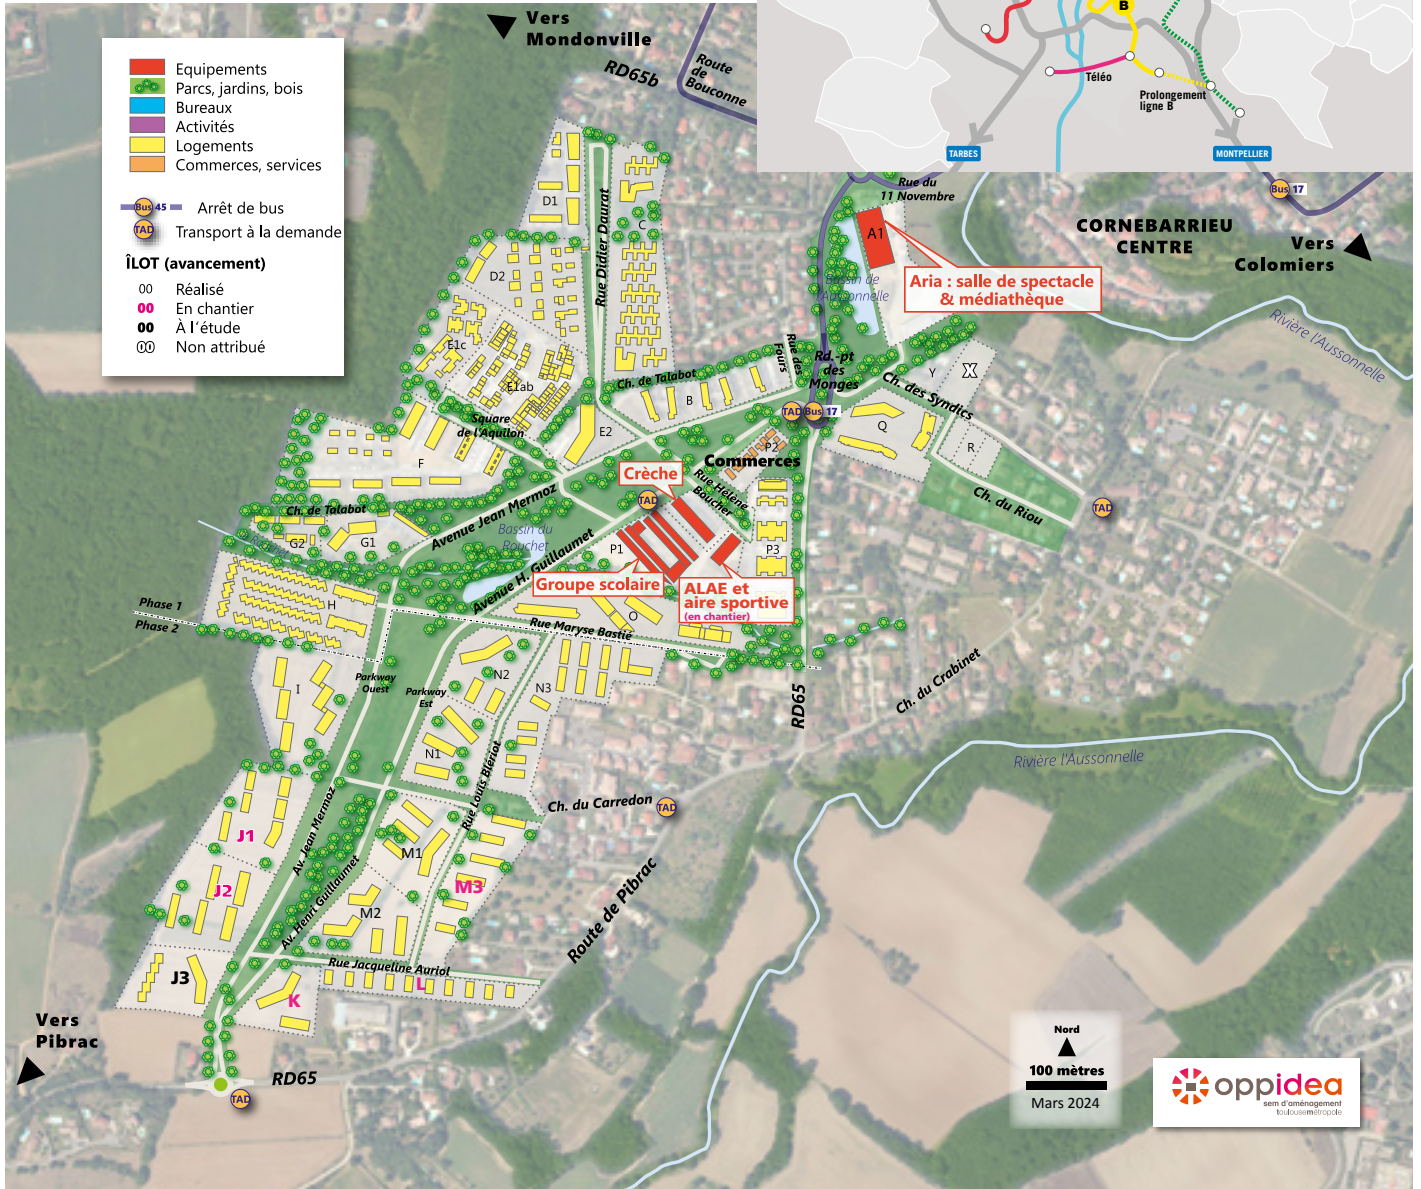 B
Téléo
Prolongement
ligne B
TARBES
MONTPELLIER
Vers
Mondonville
RD65b
Route
de
Bouconne
Equipements
Parcs, jardins, bois
Bureaux
Activités
Logements
Commerces, services
Bus 45
Arrêt de bus
TAD
Transport à la demande
ÎLOT (avancement)
00 Réalisé
00 En chantier
00 À l'étude
00 Non attribué
Rue du
11 Novembre
Bus 17
CORNEBARRIEU
CENTRE
Vers
Colomiers
A1
Aria : salle de spectacle
& médiathèque
Bassin de
l'Aussonnelle
Rivière l'Aussonnelle
D1
C
Rue Didier Daurat
D2
E1c
E1ab
Ch. de Talabot
Rue des
Fours
Rd.-pt
des
Monges
Y
X
Ch. des Syndics
B
TAD
Bus 17
Square
de l'Aquilon
E2
Q
R
P2
Commerces
F
Crèche
Rue Hélène
Boucher
TAD
Ch. du Riou
TAD
Ch. de Talabot
Avenue Jean Mermoz
Bassin du
Bouchet
G2
G1
Avenue H. Guillaumet
P1
P3
Groupe scolaire
ALAE et
aire sportive
(en chantier)
Phase 1
Phase 2
H
O
Rue Maryse Bastié
I
Parkway
Ouest
Parkway
Est
N2
N3
RD65
Ch. du Crabinet
N1
Rue Louis Blériot
Rivière l'Aussonnelle
Ch. du Carredon
TAD
J1
Av. Jean Mermoz
M1
J2
Av. Henri Guillaumet
M3
M2
Route de Pibrac
J3
Rue Jacqueline Auriol
K
L
Vers
Pibrac
RD65
TAD
Nord
100 mètres
Mars 2024
oppidea
sem d'aménagement
toulousemétropole